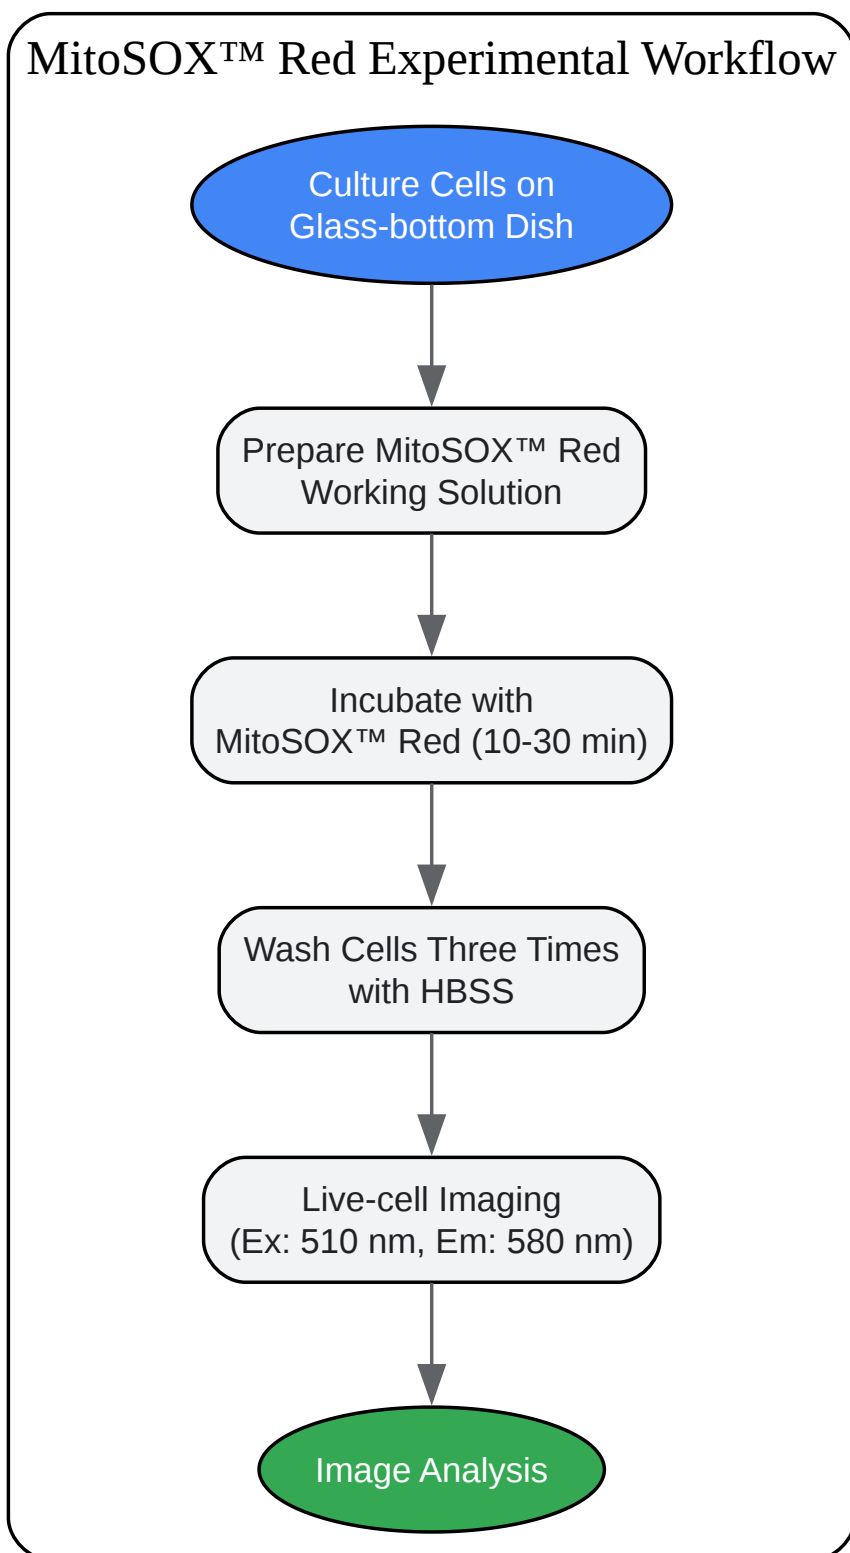 MitoSOX™ Red Experimental Workflow
Culture Cells on
Glass-bottom Dish
Prepare MitoSOX™ Red
Working Solution
Incubate with
MitoSOX™ Red (10-30 min)
Wash Cells Three Times
with HBSS
Live-cell Imaging
(Ex: 510 nm, Em: 580 nm)
Image Analysis